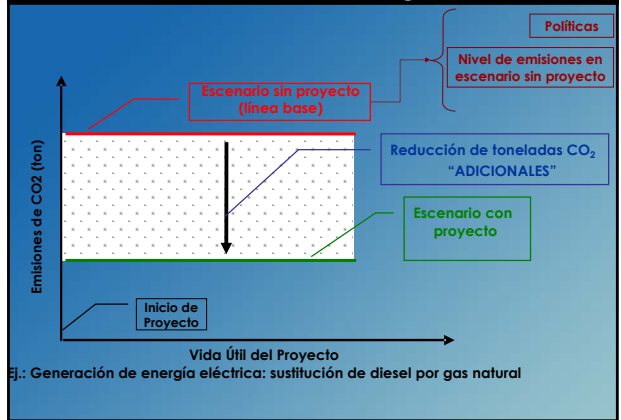 Políticas
Nivel de emisiones en
escenario sin proyecto
Escenario sin proyecto
(línea base)
Reducción de toneladas CO₂
“ADICIONALES”
Escenario con
proyecto
Emisiones de CO2 (ton)
Inicio de
Proyecto
Vida Útil del Proyecto
Ej.: Generación de energía eléctrica: sustitución de diesel por gas natural